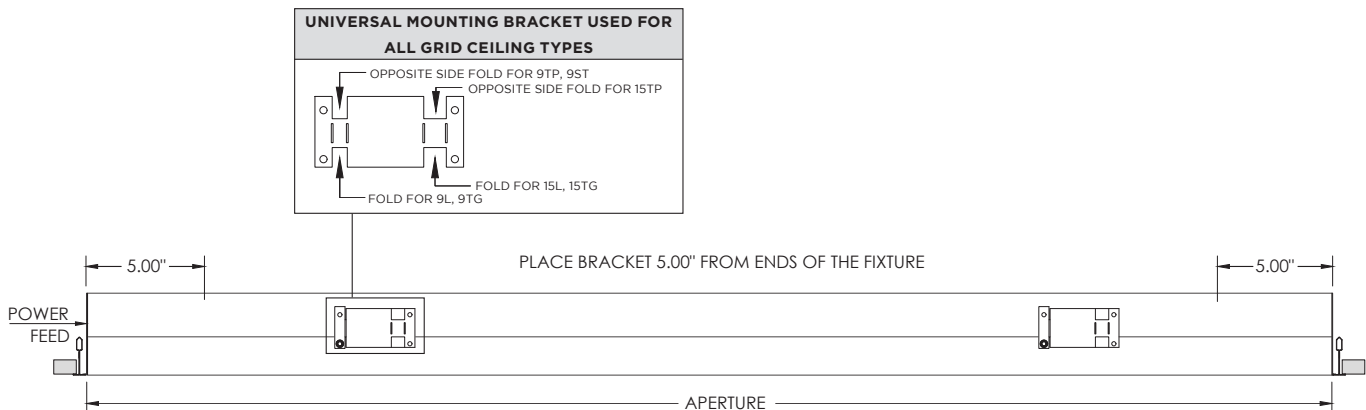 UNIVERSAL MOUNTING BRACKET USED FOR
ALL GRID CEILING TYPES
OPPOSITE SIDE FOLD FOR 9TP, 9ST
OPPOSITE SIDE FOLD FOR 15TP
FOLD FOR 15L, 15TG
FOLD FOR 9L, 9TG
5.00"
PLACE BRACKET 5.00" FROM ENDS OF THE FIXTURE
5.00"
POWER
FEED
APERTURE